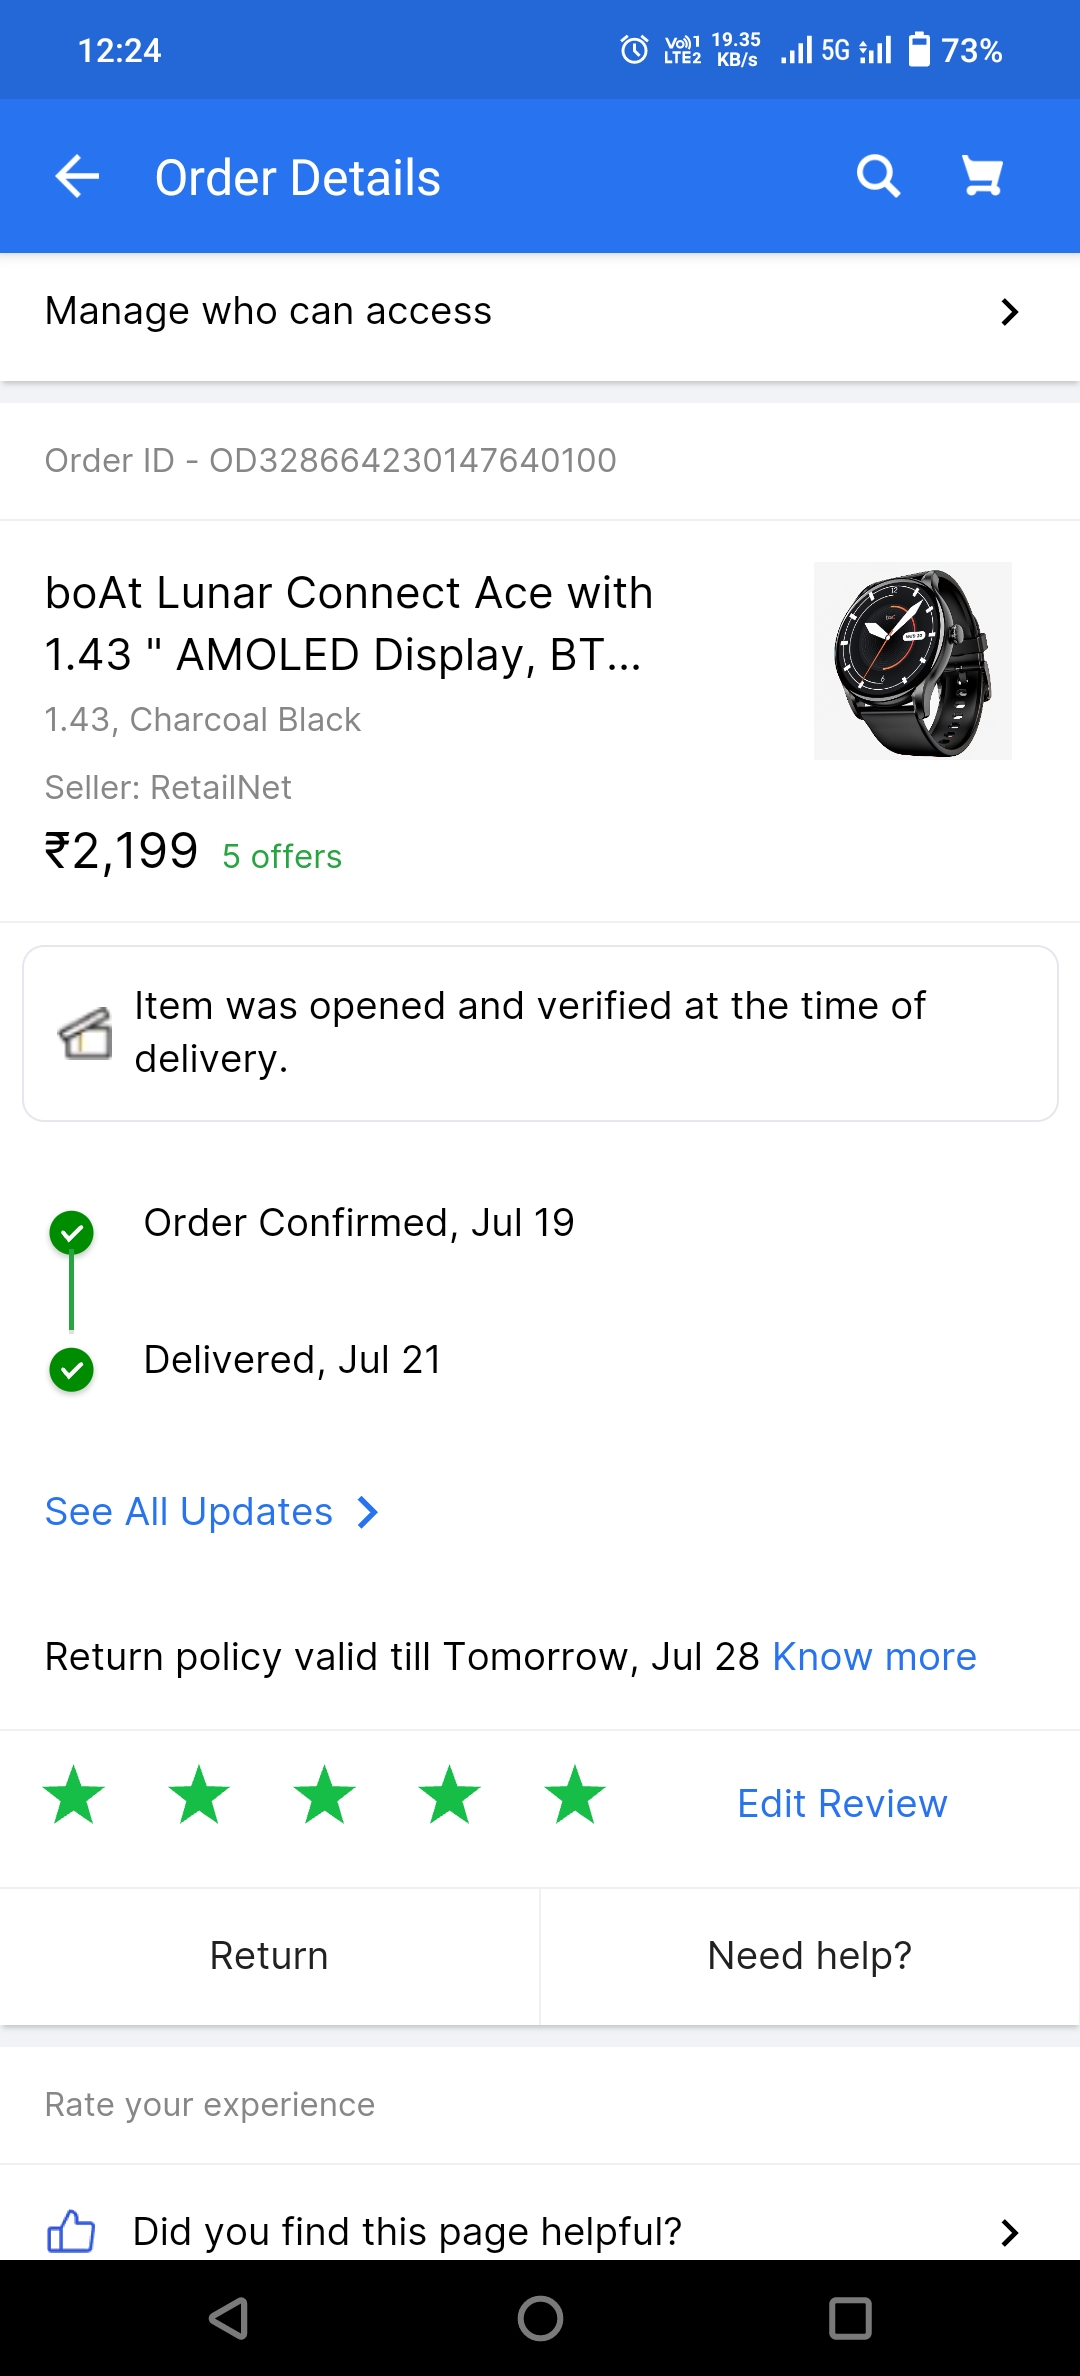 12:24
Vo)) 1
LTE2
19.35
KB/s
5G
73%
Order Details
Manage who can access
Order ID - OD328664230147640100
boAt Lunar Connect Ace with
1.43 " AMOLED Display, BT...
1.43, Charcoal Black
Seller: RetailNet
₹2,199 5 offers
Item was opened and verified at the time of
delivery.
Order Confirmed, Jul 19
Delivered, Jul 21
See All Updates
Return policy valid till Tomorrow, Jul 28 Know more
Edit Review
Return
Need help?
Rate your experience
Did you find this page helpful?